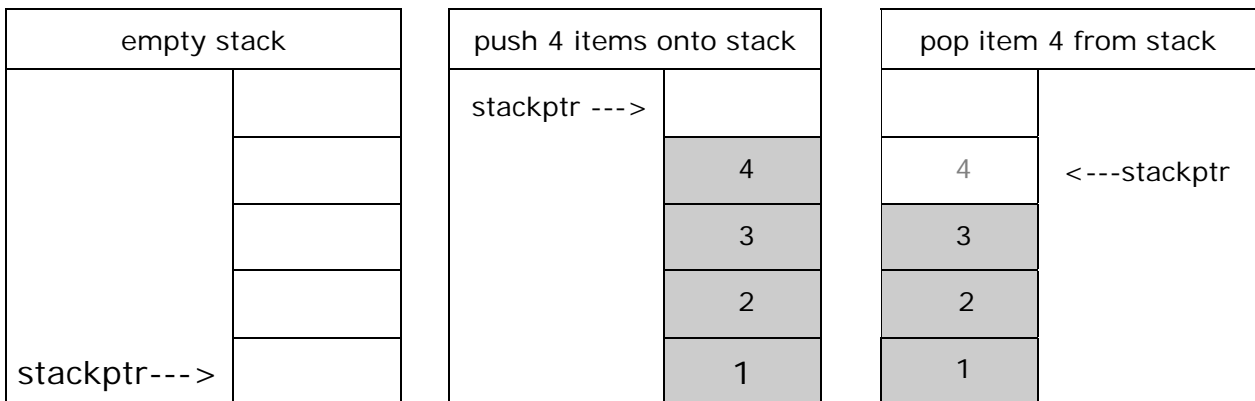 empty stack
stackptr--->
push 4 items onto stack
stackptr --->
4
3
2
1
pop item 4 from stack
4 <---stackptr
3
2
1